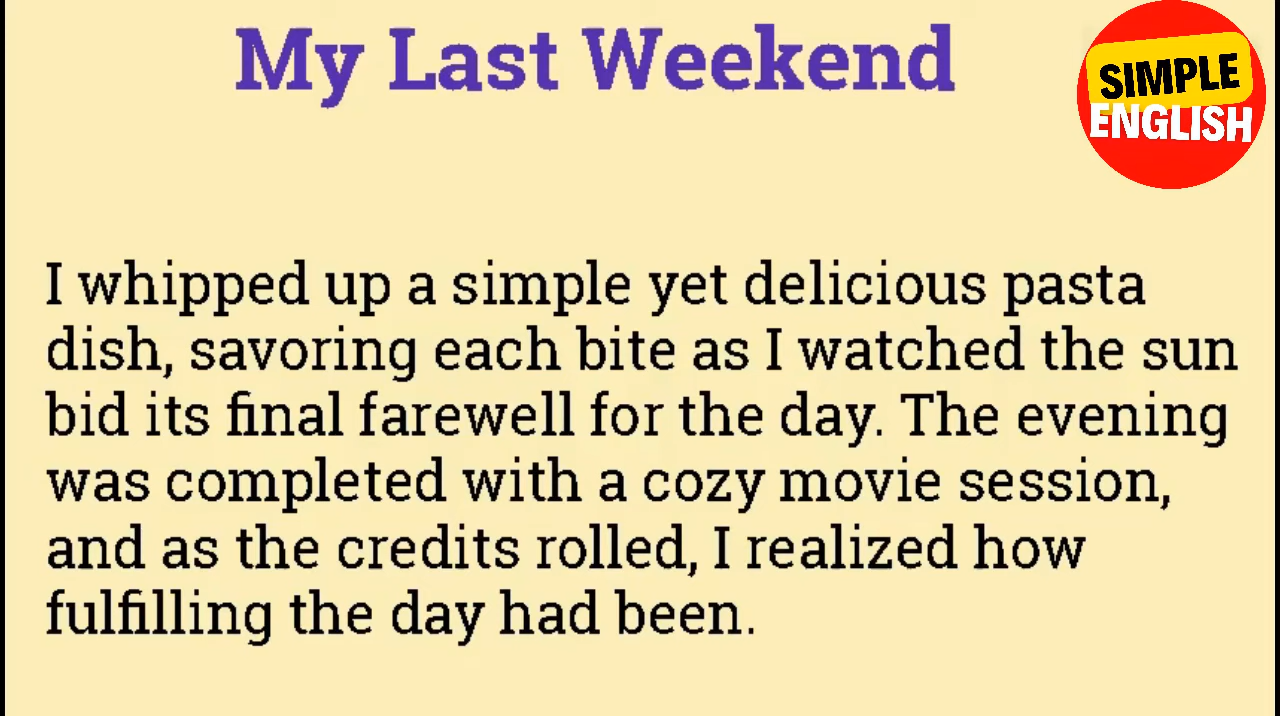 My Last Weekend
SIMPLE
ENGLISH
I whipped up a simple yet delicious pasta
dish, savoring each bite as I watched the sun
bid its final farewell for the day. The evening
was completed with a cozy movie session,
and as the credits rolled, I realized how
fulfilling the day had been.